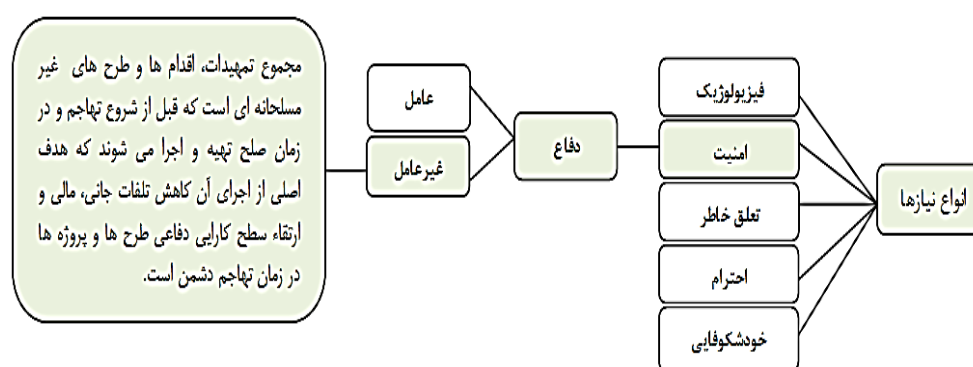 انواع نیازها
فیزیولوژیک
امنیت
تعلق خاطر
احترام
خودشکوفایی
دفاع
عامل
غیرعامل
مجموع تمهیدات، اقدام ها و طرح های غیر
مسلحانه ای است که قبل از شروع تهاجم و در
زمان صلح تهیه و اجرا می شوند که هدف
اصلی از اجرای آن کاهش تلفات جانی، مالی و
ارتقاء سطح کارایی دفاعی طرح ها و پروژه ها
در زمان تهاجم دشمن است.